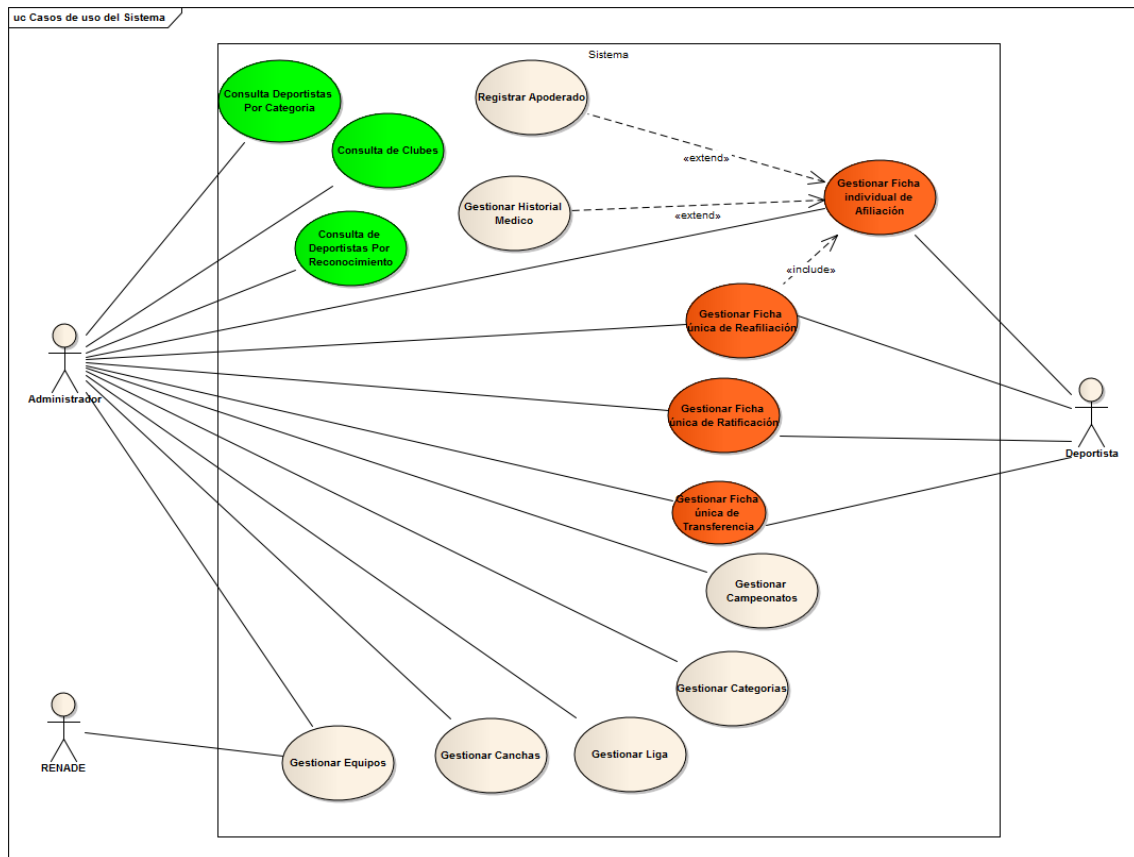 uc Casos de uso del Sistema
Sistema
Consulta Deportistas
Por Categoria
Registrar Apoderado
Consulta de Clubes
«extend»
Gestionar Ficha
individual de
Afiliación
Gestionar Historial
Medico
«extend»
Consulta de
Deportistas Por
Reconocimiento
«include»
Gestionar Ficha
única de Reafiliación
Administrador
Gestionar Ficha
única de Ratificación
Deportista
Gestionar Ficha
única de
Transferencia
Gestionar
Campeonatos
Gestionar Categorias
RENADE
Gestionar Equipos
Gestionar Canchas
Gestionar Liga